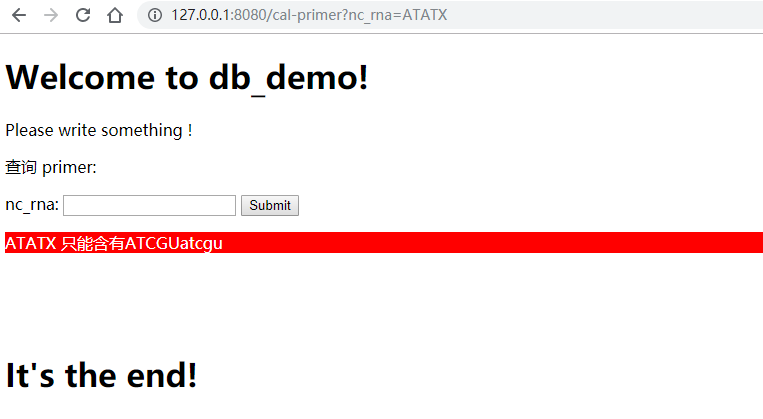 127.0.0.1:8080/cal-primer?nc_rna=ATATX
Welcome to db_demo!
Please write something !
查询 primer:
nc_rna: Submit
ATATX 只能含有ATCGUatcgu
It's the end!